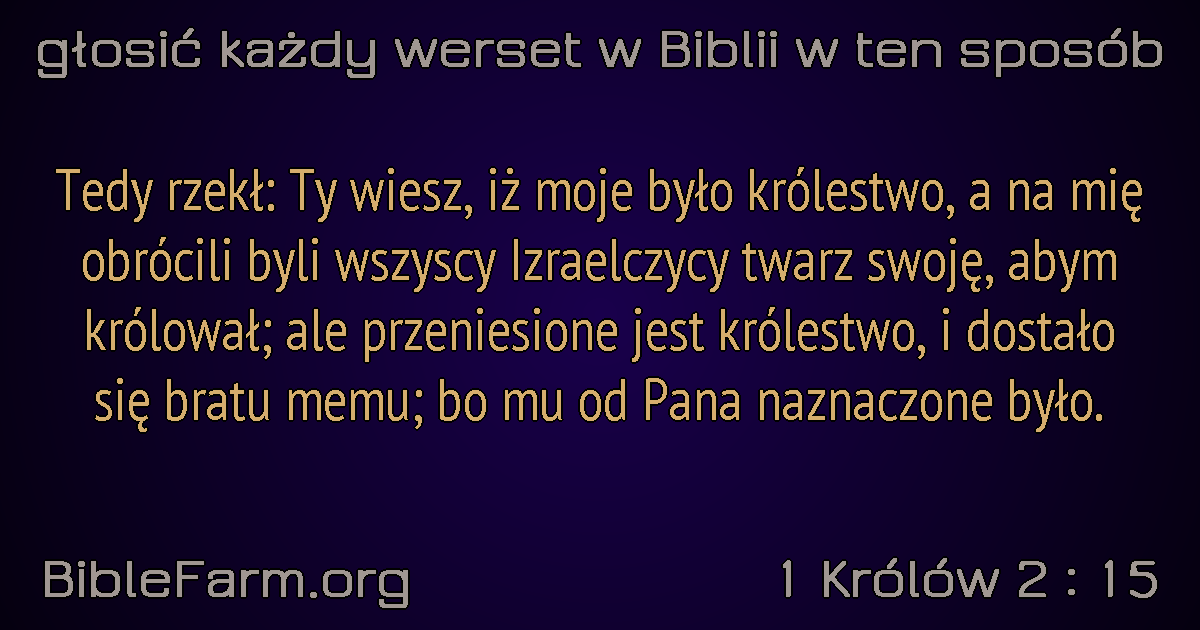 głosić każdy werset w Biblii w ten sposób
Tedy rzekł: Ty wiesz, iż moje było królestwo, a na mię
obrócili byli wszyscy Izraelczycy twarz swoję, abym
królował; ale przeniesione jest królestwo, i dostało
się bratu memu; bo mu od Pana naznaczone było.
BibleFarm.org
1 Królów 2 : 15